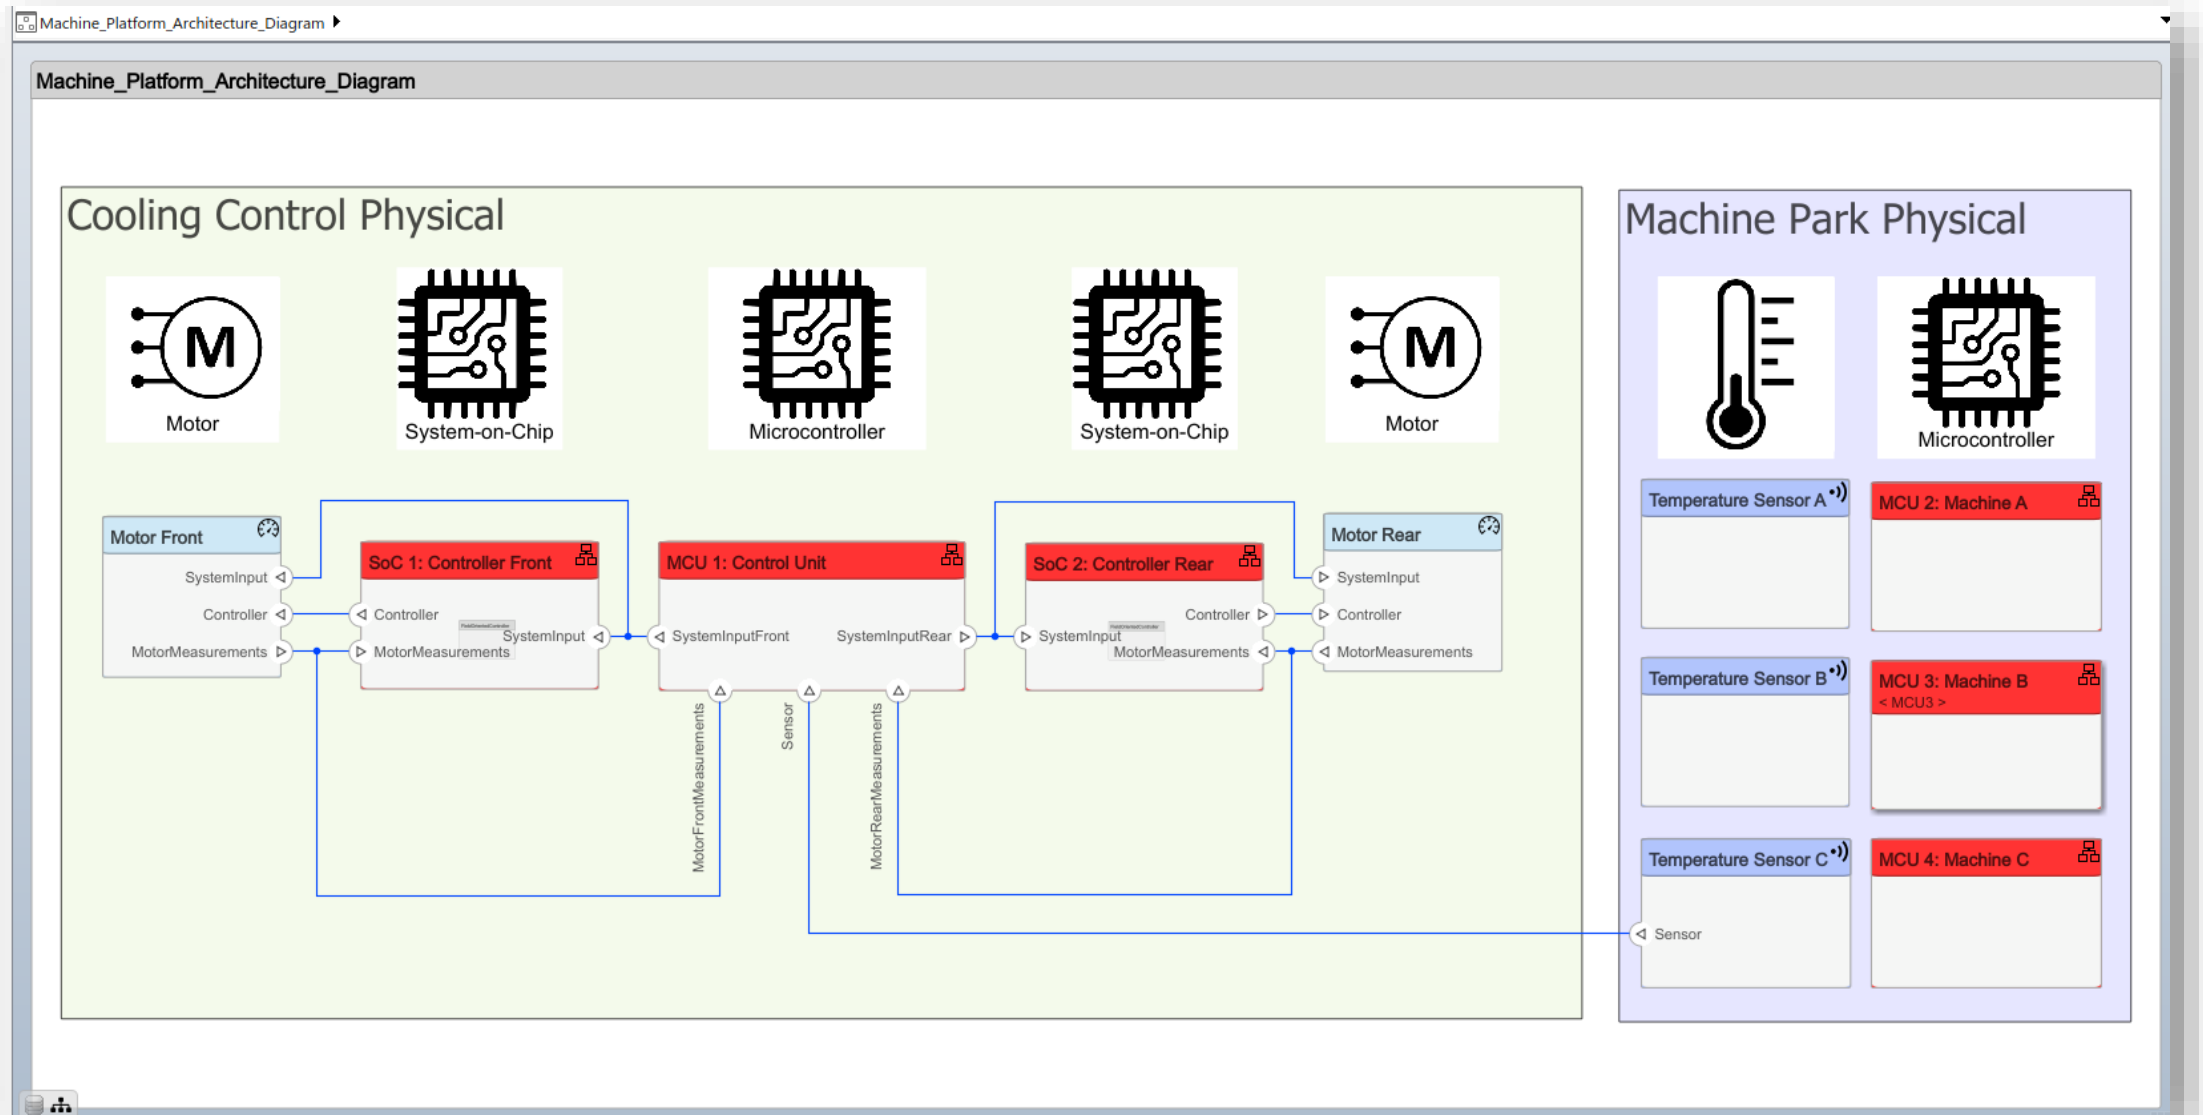 Machine_Platform_Architecture_Diagram
Machine_Platform_Architecture_Diagram
Cooling Control Physical
Machine Park Physical
M
Motor
System-on-Chip
Microcontroller
System-on-Chip
M
Motor
Microcontroller
Motor Front
SystemInput
Controller
MotorMeasurements
SoC 1: Controller Front
Controller
SystemInput
MotorMeasurements
MCU 1: Control Unit
SystemInputFront
SystemInputRear
MotorFrontMeasurements
Sensor
MotorRearMeasurements
SoC 2: Controller Rear
Controller
SystemInput
MotorMeasurements
Motor Rear
SystemInput
Controller
MotorMeasurements
Temperature Sensor A
MCU 2: Machine A
Temperature Sensor B
MCU 3: Machine B
< MCU3 >
Temperature Sensor C
MCU 4: Machine C
Sensor